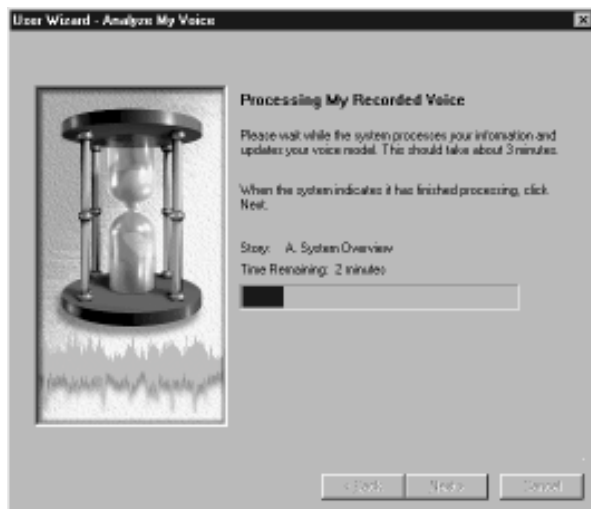 User Wizard - Analyze My Voice
Processing My Recorded Voice
Please wait while the system processes your information and
updates your voice model. This should take about 3 minutes.
When the system indicates it has finished processing, click
Next.
Story: A. System Overview
Time Remaining: 2 minutes
< Back Next > Cancel